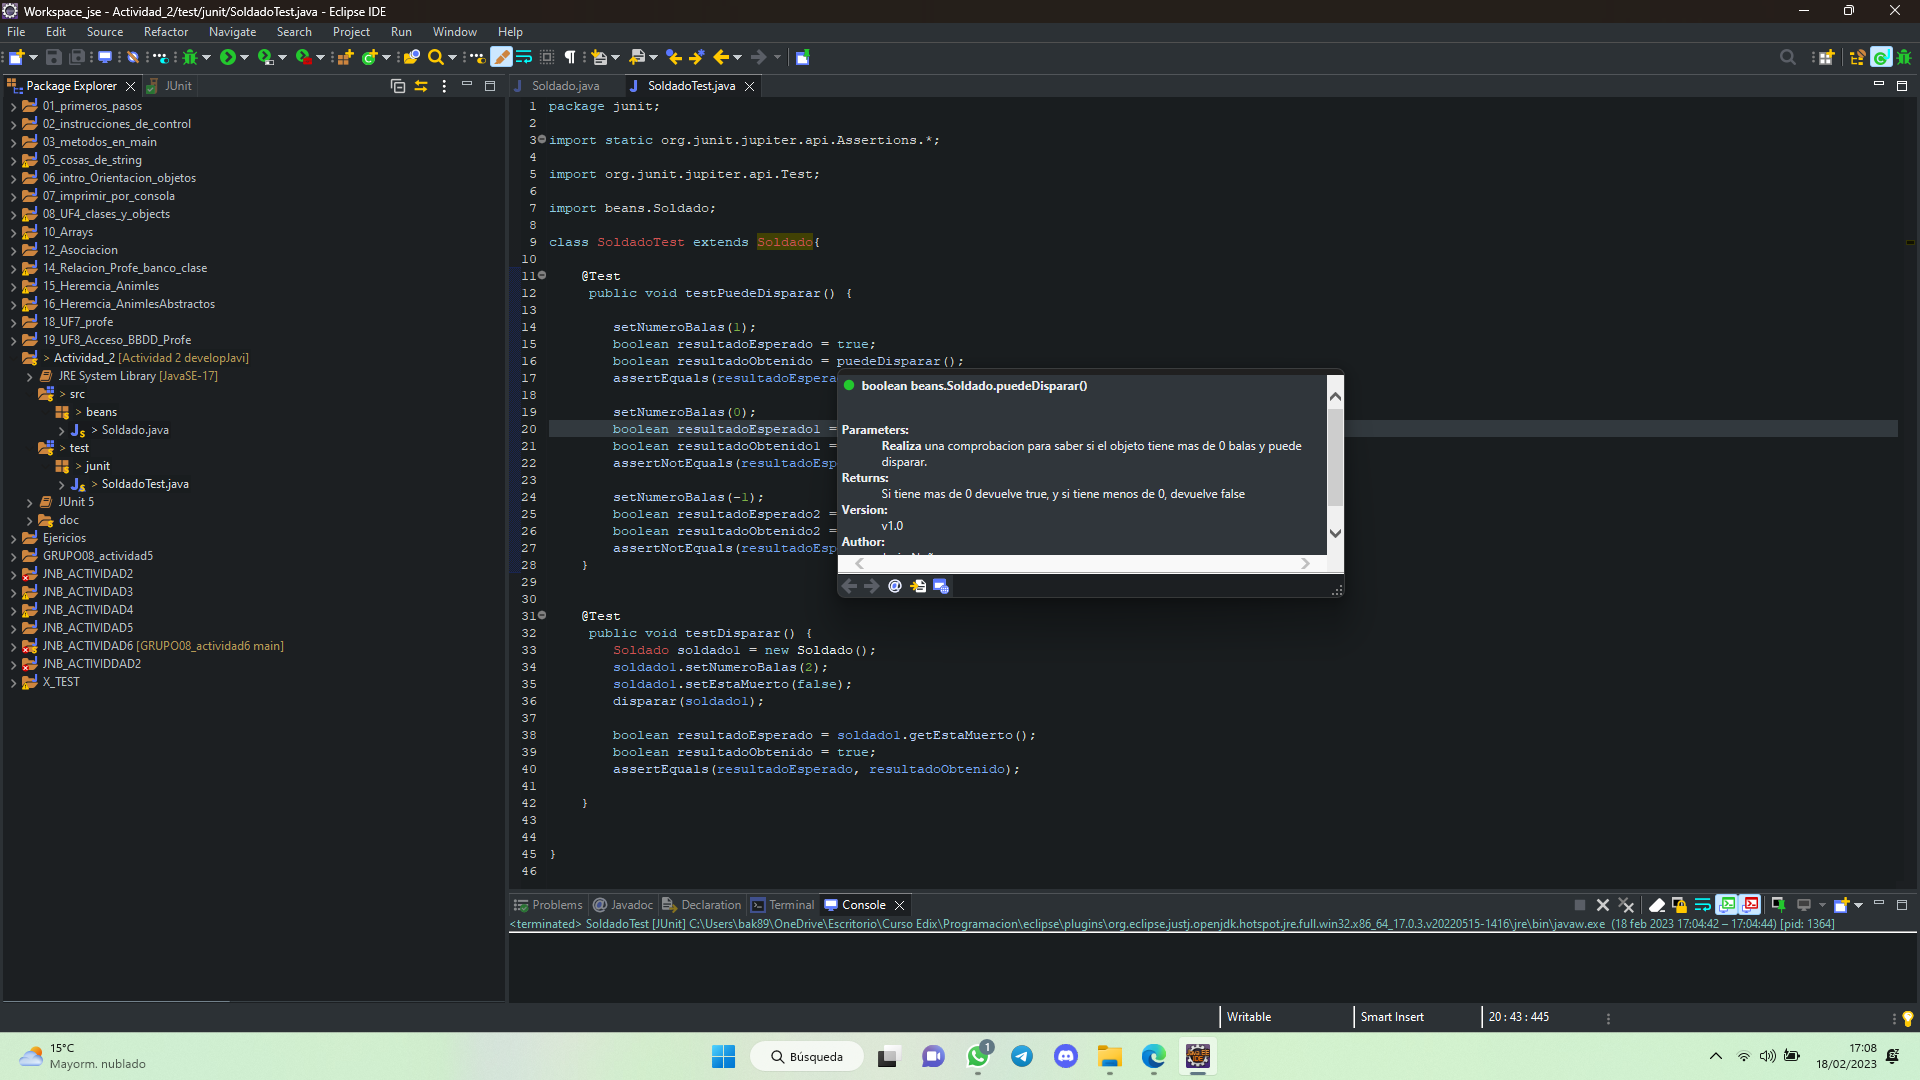 Workspace_jse - Actividad_2/test/junit/SoldadoTest.java - Eclipse IDE
File Edit Source Refactor Navigate Search Project Run Window Help
Package Explorer
JUnit
01_primeros_pasos
02_instrucciones_de_control
03_metodos_en_main
05_cosas_de_string
06_intro_Orientacion_objetos
07_imprimir_por_consola
08_UF4_clases_y_objects
10_Arrays
12_Asociacion
14_Relacion_Profe_banco_clase
15_Heremcia_Animles
16_Heremcia_AnimlesAbstractos
18_UF7_profe
19_UF8_Acceso_BBDD_Profe
> Actividad_2 [Actividad 2 developJavi]
JRE System Library [JavaSE-17]
> src
> beans
> Soldado.java
> test
> junit
> SoldadoTest.java
JUnit 5
doc
Ejericios
GRUPO08_actividad5
JNB_ACTIVIDAD2
JNB_ACTIVIDAD3
JNB_ACTIVIDAD4
JNB_ACTIVIDAD5
JNB_ACTIVIDAD6 [GRUPO08_actividad6 main]
JNB_ACTIVIDDAD2
X_TEST
Soldado.java
SoldadoTest.java
1 package junit;
2
3 import static org.junit.jupiter.api.Assertions.*;
4
5 import org.junit.jupiter.api.Test;
6
7 import beans.Soldado;
8
9 class SoldadoTest extends Soldado{
10
11 @Test
12 public void testPuedeDisparar() {
13
14 setNumeroBalas(1);
15 boolean resultadoEsperado = true;
16 boolean resultadoObtenido = puedeDisparar();
17 assertEquals(resultadoEspera
18
19 setNumeroBalas(0);
20 boolean resultadoEsperado1 =
21 boolean resultadoObtenido1 =
22 assertNotEquals(resultadoEsp
23
24 setNumeroBalas(-1);
25 boolean resultadoEsperado2 =
26 boolean resultadoObtenido2 =
27 assertNotEquals(resultadoEsp
28 }
29
30
31 @Test
32 public void testDisparar() {
33 Soldado soldado1 = new Soldado();
34 soldado1.setNumeroBalas(2);
35 soldado1.setEstaMuerto(false);
36 disparar(soldado1);
37
38 boolean resultadoEsperado = soldado1.getEstaMuerto();
39 boolean resultadoObtenido = true;
40 assertEquals(resultadoEsperado, resultadoObtenido);
41
42 }
43
44
45 }
46
boolean beans.Soldado.puedeDisparar()
Parameters:
Realiza una comprobacion para saber si el objeto tiene mas de 0 balas y puede
disparar.
Returns:
Si tiene mas de 0 devuelve true, y si tiene menos de 0, devuelve false
Version:
v1.0
Author:
Problems
Javadoc
Declaration
Terminal
Console
<terminated> SoldadoTest [JUnit] C:\Users\bak89\OneDrive\Escritorio\Curso Edix\Programacion\eclipse\plugins\org.eclipse.justj.openjdk.hotspot.jre.full.win32.x86_64_17.0.3.v20220515-1416\jre\bin\javaw.exe (18 feb 2023 17:04:42 – 17:04:44) [pid: 1364]
Writable
Smart Insert
20 : 43 : 445
15°C
Mayorm. nublado
Búsqueda
1
17:08
18/02/2023